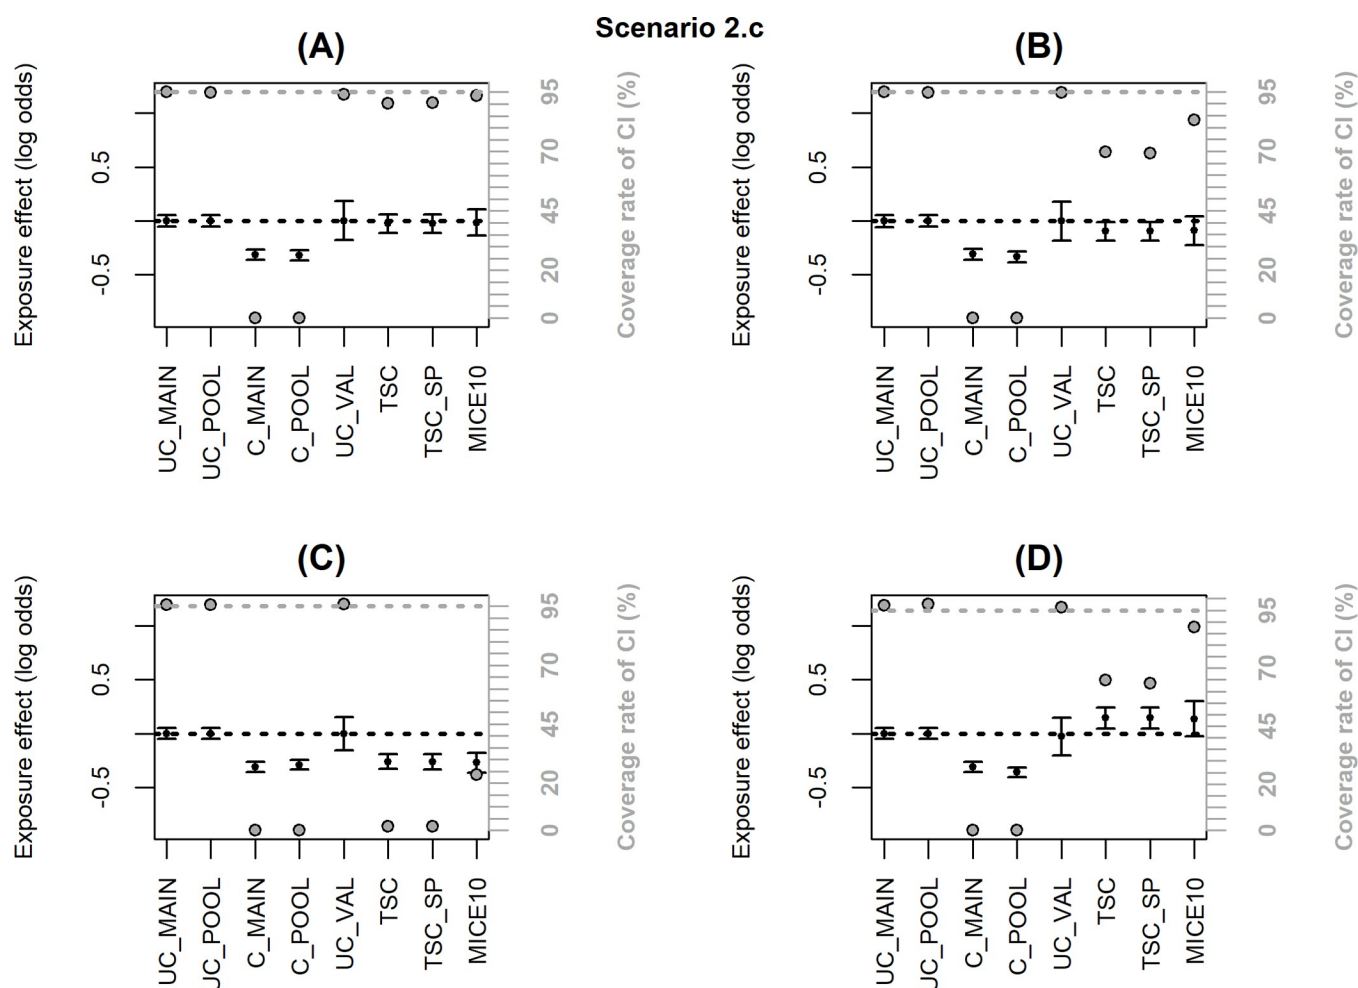 Scenario 2.c
(A)
Exposure effect (log odds)
0.5
-0.5
95
70
45
20
0
Coverage rate of CI (%)
UC_MAIN
UC_POOL
C_MAIN
C_POOL
UC_VAL
TSC
TSC_SP
MICE10
(B)
Exposure effect (log odds)
0.5
-0.5
95
70
45
20
0
Coverage rate of CI (%)
UC_MAIN
UC_POOL
C_MAIN
C_POOL
UC_VAL
TSC
TSC_SP
MICE10
(C)
Exposure effect (log odds)
0.5
-0.5
95
70
45
20
0
Coverage rate of CI (%)
UC_MAIN
UC_POOL
C_MAIN
C_POOL
UC_VAL
TSC
TSC_SP
MICE10
(D)
Exposure effect (log odds)
0.5
-0.5
95
70
45
20
0
Coverage rate of CI (%)
UC_MAIN
UC_POOL
C_MAIN
C_POOL
UC_VAL
TSC
TSC_SP
MICE10